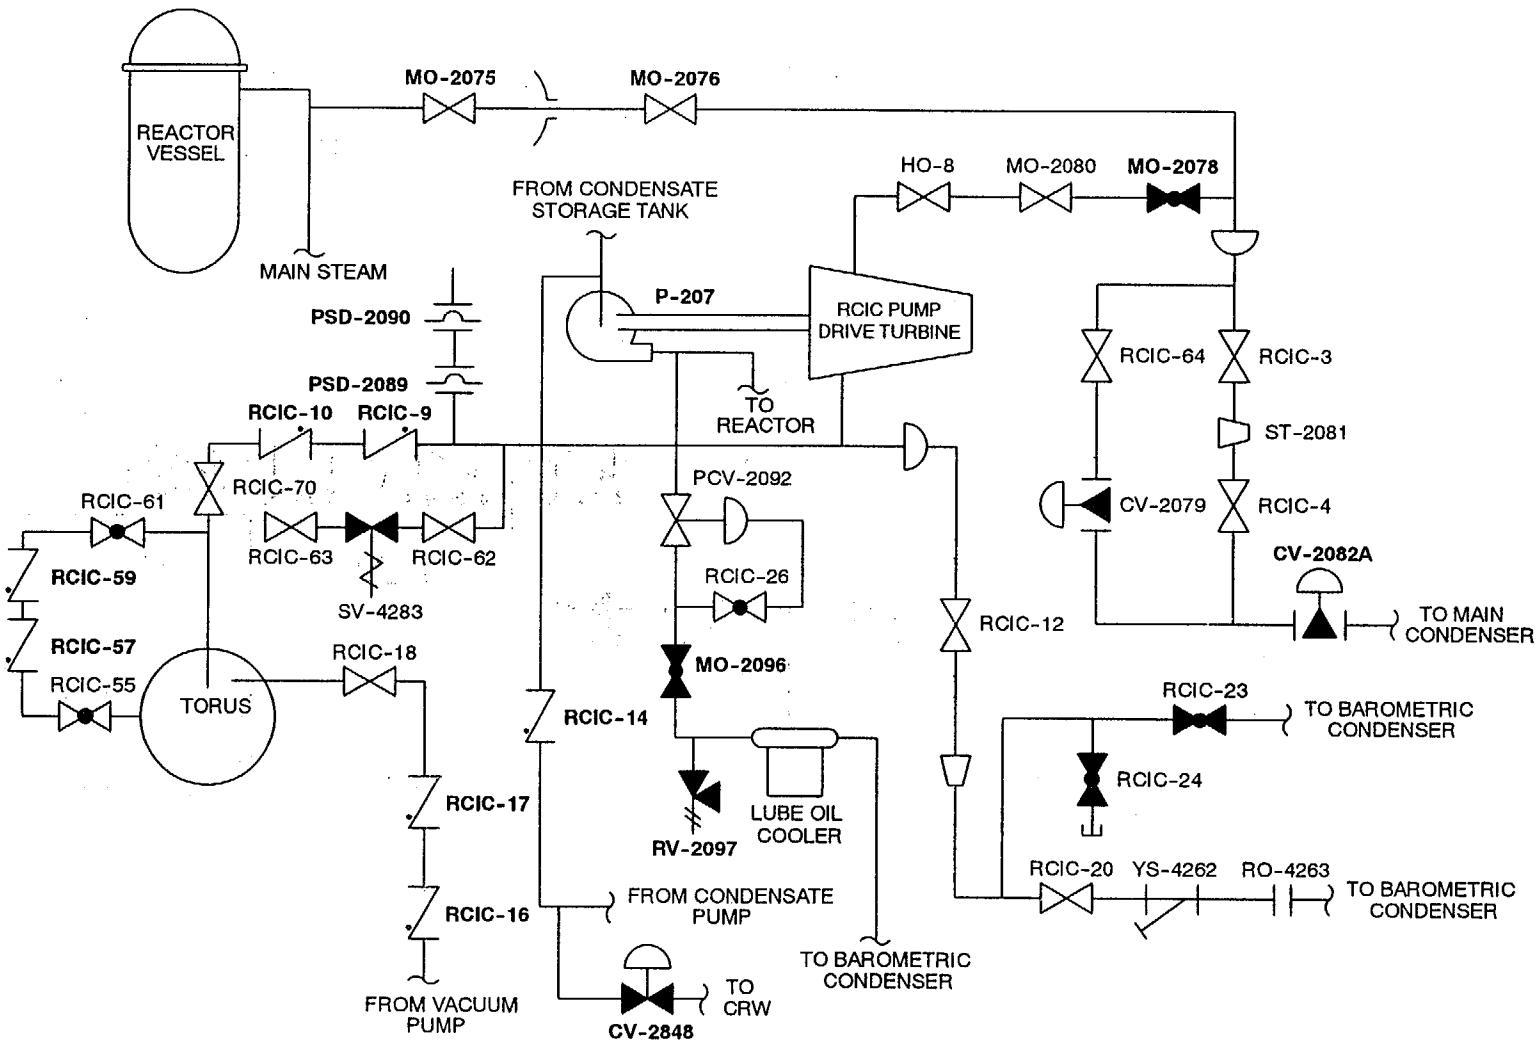 MO-2075
MO-2076
REACTOR
VESSEL
HO-8
MO-2080
MO-2078
FROM CONDENSATE
STORAGE TANK
MAIN STEAM
PSD-2090
P-207
RCIC PUMP
DRIVE TURBINE
RCIC-64
RCIC-3
PSD-2089
RCIC-10
RCIC-9
TO
REACTOR
ST-2081
RCIC-70
PCV-2092
RCIC-61
CV-2079
RCIC-4
RCIC-63
RCIC-62
CV-2082A
RCIC-59
RCIC-26
SV-4283
RCIC-12
TO MAIN
CONDENSER
RCIC-57
RCIC-18
MO-2096
RCIC-55
TORUS
RCIC-14
RCIC-23
TO BAROMETRIC
CONDENSER
RCIC-24
RCIC-17
LUBE OIL
COOLER
RV-2097
RCIC-20
YS-4262
RO-4263
TO BAROMETRIC
CONDENSER
FROM CONDENSATE
PUMP
RCIC-16
TO BAROMETRIC
CONDENSER
FROM VACUUM
PUMP
TO
CRW
CV-2848